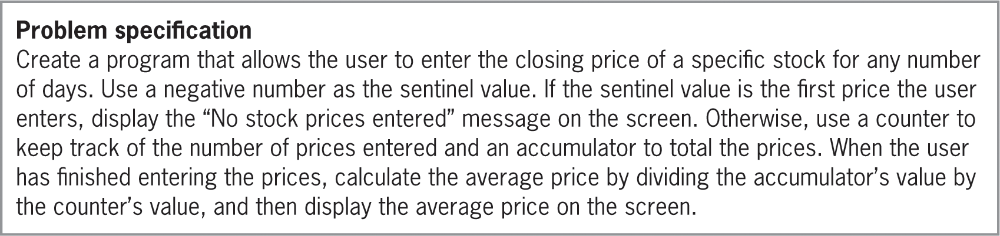 Problem specification
Create a program that allows the user to enter the closing price of a specific stock for any number
of days. Use a negative number as the sentinel value. If the sentinel value is the first price the user
enters, display the “No stock prices entered” message on the screen. Otherwise, use a counter to
keep track of the number of prices entered and an accumulator to total the prices. When the user
has finished entering the prices, calculate the average price by dividing the accumulator’s value by
the counter’s value, and then display the average price on the screen.